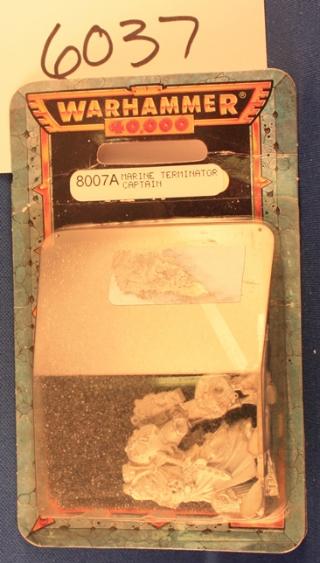 6037
WARHAMMER®
40,000
8007A MARINE TERMINATOR
CAPTAIN